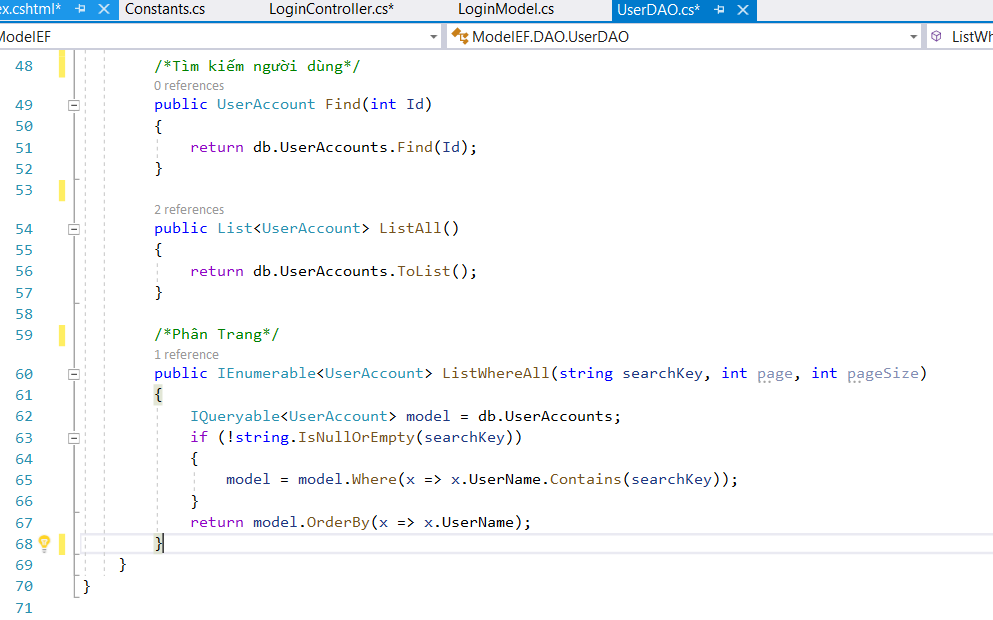 ex.cshtml*
Constants.cs
LoginController.cs*
LoginModel.cs
UserDAO.cs*
ModelEF
ModelEF.DAO.UserDAO
ListWh
48 /*Tìm kiếm người dùng*/
0 references
49 public UserAccount Find(int Id)
50 {
51 return db.UserAccounts.Find(Id);
52 }
53
2 references
54 public List<UserAccount> ListAll()
55 {
56 return db.UserAccounts.ToList();
57 }
58
59 /*Phân Trang*/
1 reference
60 public IEnumerable<UserAccount> ListWhereAll(string searchKey, int page, int pageSize)
61 {
62 IQueryable<UserAccount> model = db.UserAccounts;
63 if (!string.IsNullOrEmpty(searchKey))
64 {
65 model = model.Where(x => x.UserName.Contains(searchKey));
66 }
67 return model.OrderBy(x => x.UserName);
68 }
69 }
70 }
71